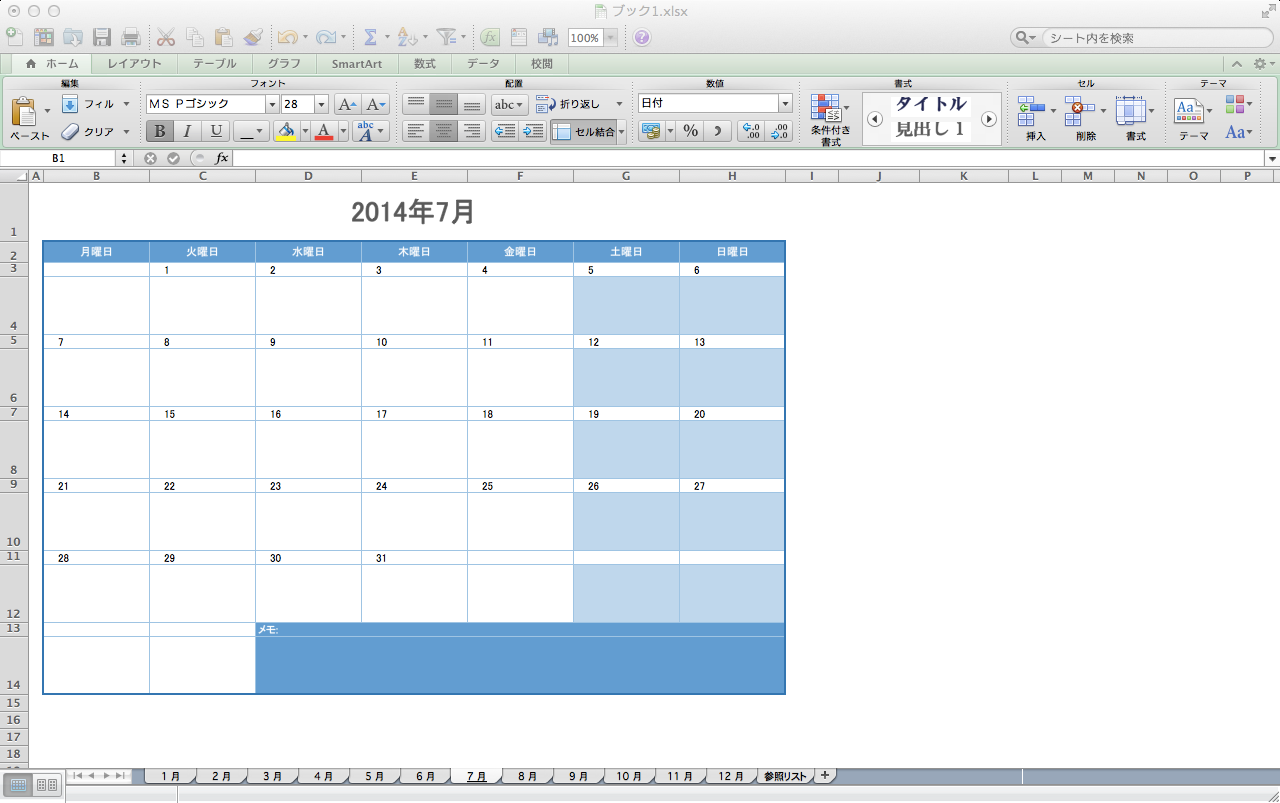 ブック1.xlsx
100%
シート内を検索
ホーム レイアウト テーブル グラフ SmartArt 数式 データ 校閲
編集 フォント 配置 数値 書式 セル テーマ
ペースト フィル MS Pゴシック 28 A A abc 折り返し 日付 条件付き書式 タイトル 見出し 1 挿入 削除 書式 Aa テーマ
クリア B I U A abc A セル結合 % Aa
B1 fx
A B C D E F G H I J K L M N O P
1 2014年7月
2 月曜日 火曜日 水曜日 木曜日 金曜日 土曜日 日曜日
3 1 2 3 4 5 6
4
5 7 8 9 10 11 12 13
6
7 14 15 16 17 18 19 20
8
9 21 22 23 24 25 26 27
10
11 28 29 30 31
12
13 メモ:
14
15
16
17
18
1 月 2 月 3 月 4 月 5 月 6 月 7 月 8 月 9 月 10 月 11 月 12 月 参照リスト +